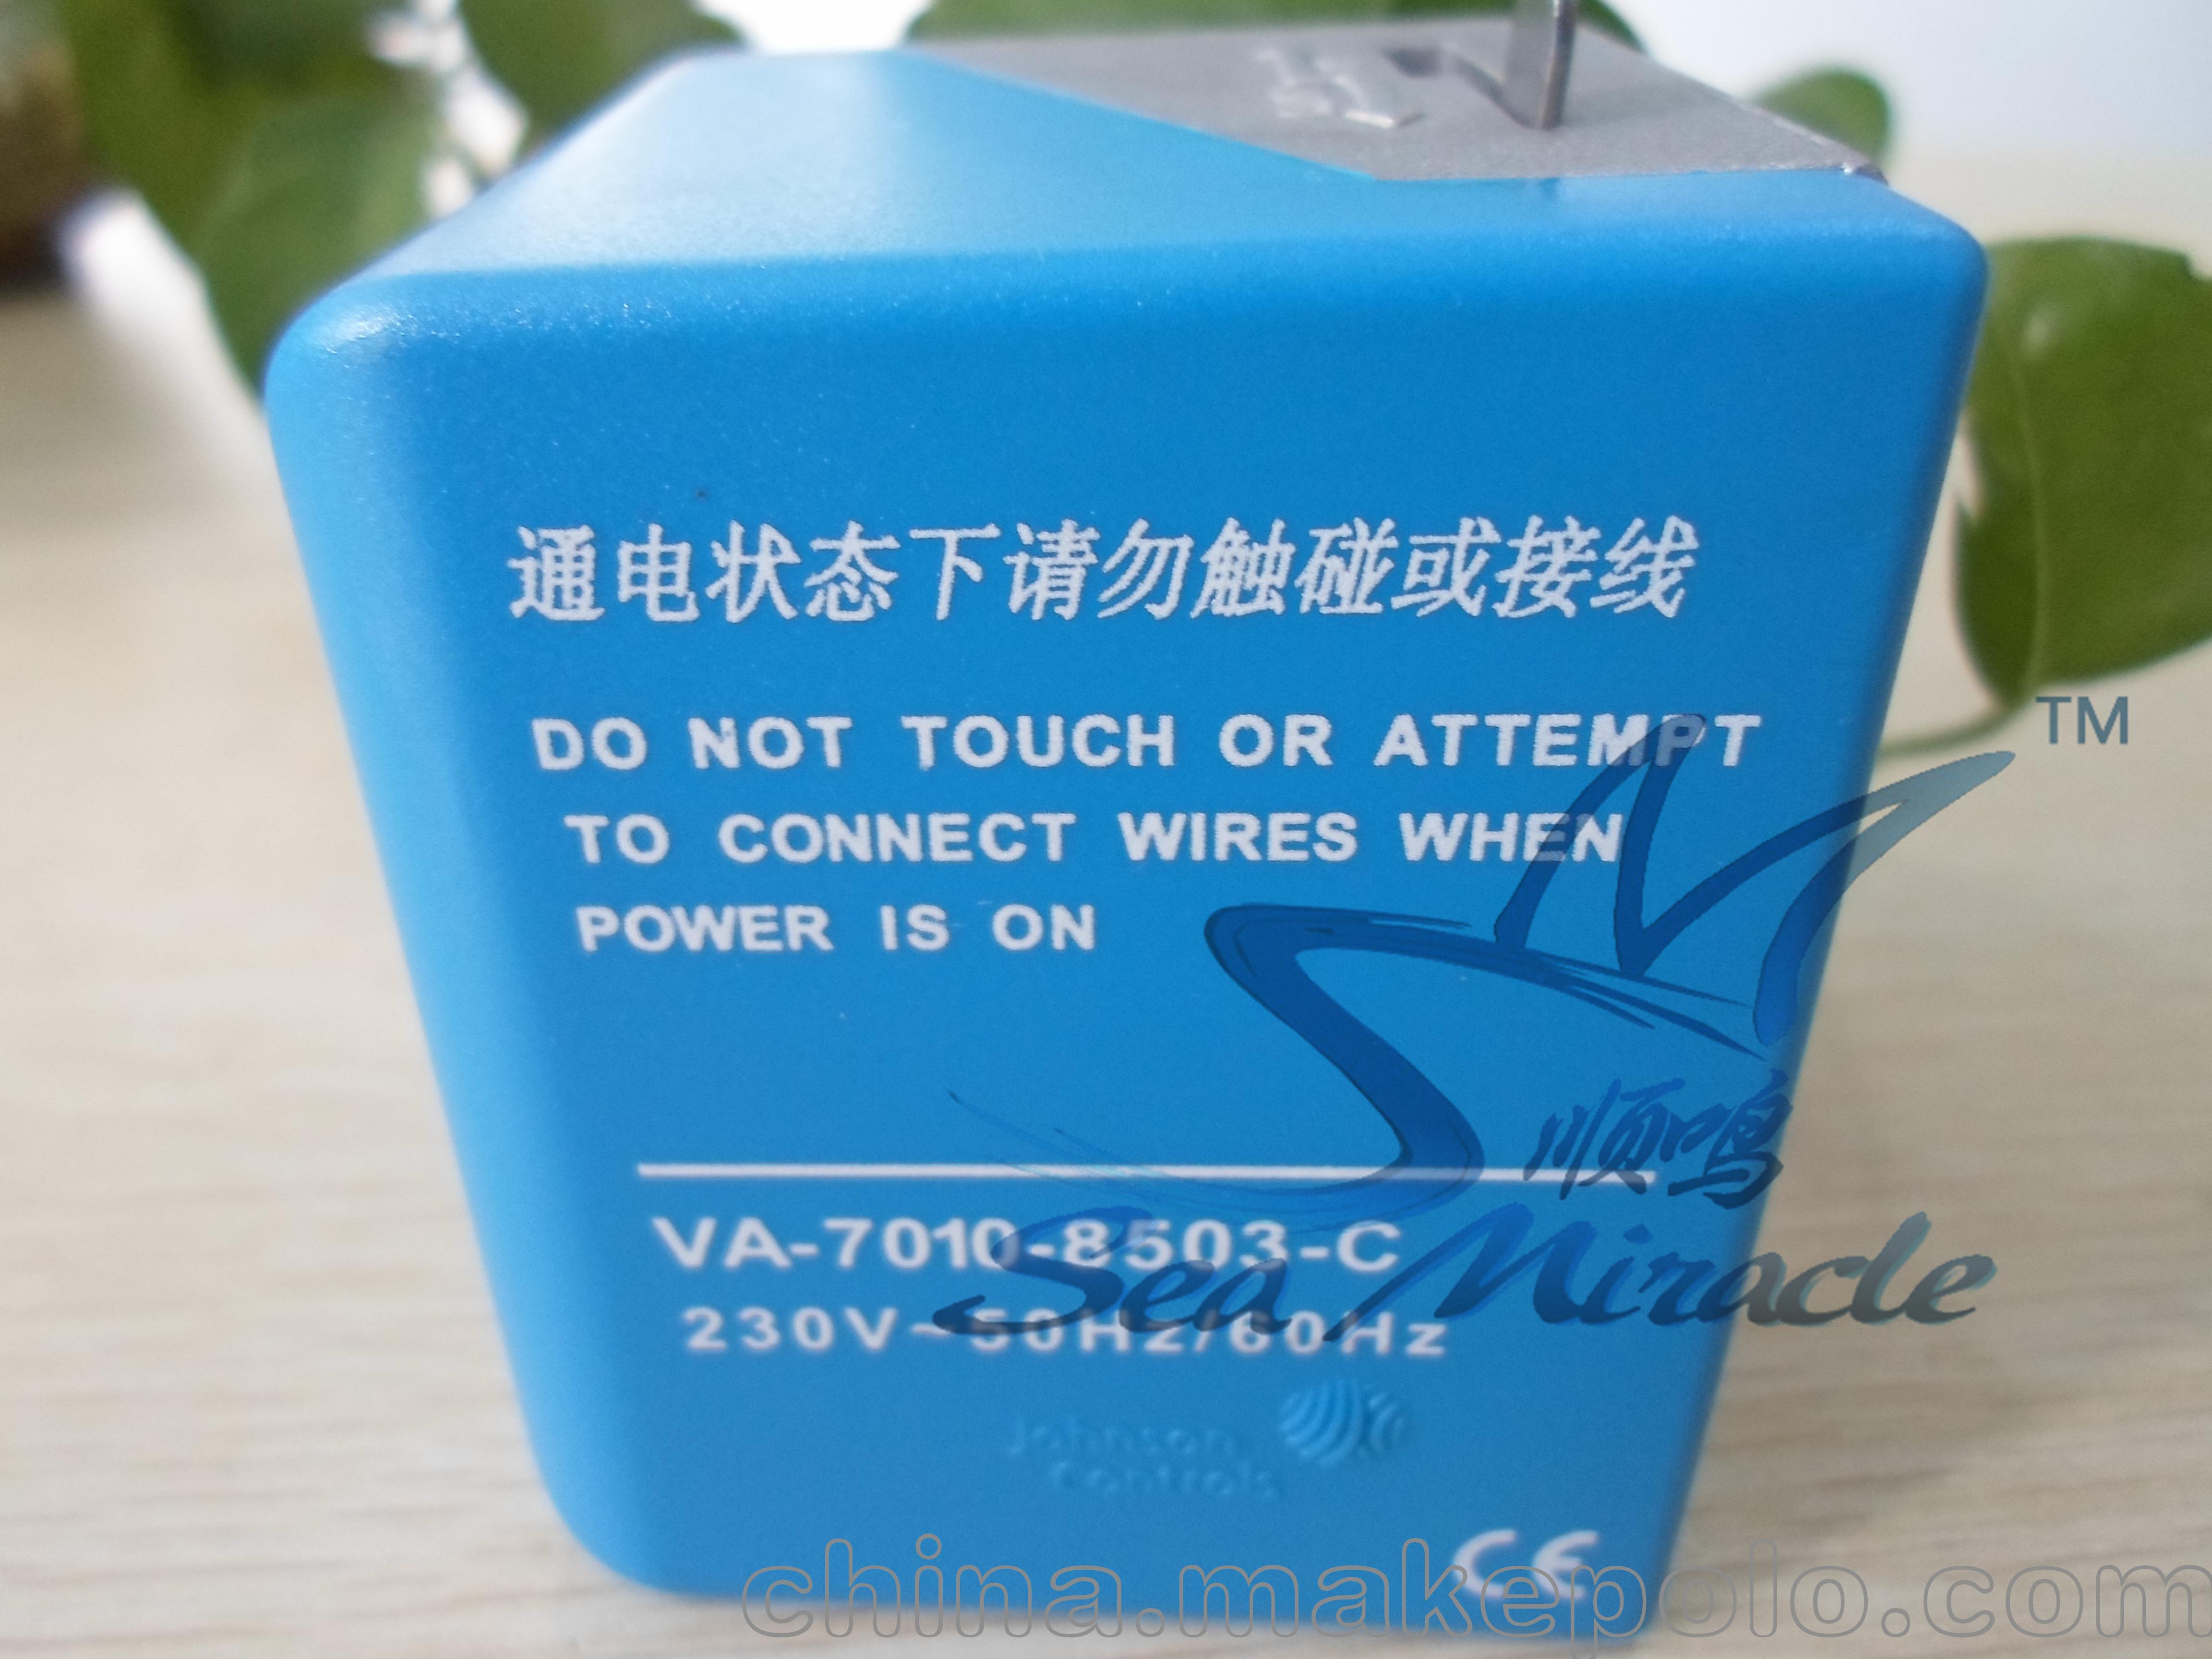 通电状态下请勿触碰或接线
DO NOT TOUCH OR ATTEMPT
TO CONNECT WIRES WHEN
POWER IS ON
TM
顺鸣
Sea Miracle
VA-7010-8503-C
230V~50Hz/60Hz
Johnson
Controls
CE
china.makepolo.com